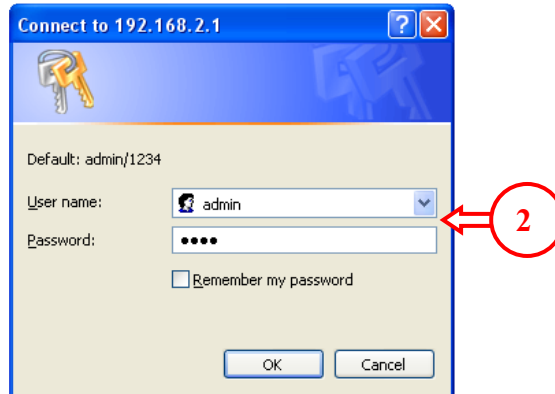 Connect to 192.168.2.1
Default: admin/1234
User name: admin
2
Password: ••••
Remember my password
OK Cancel